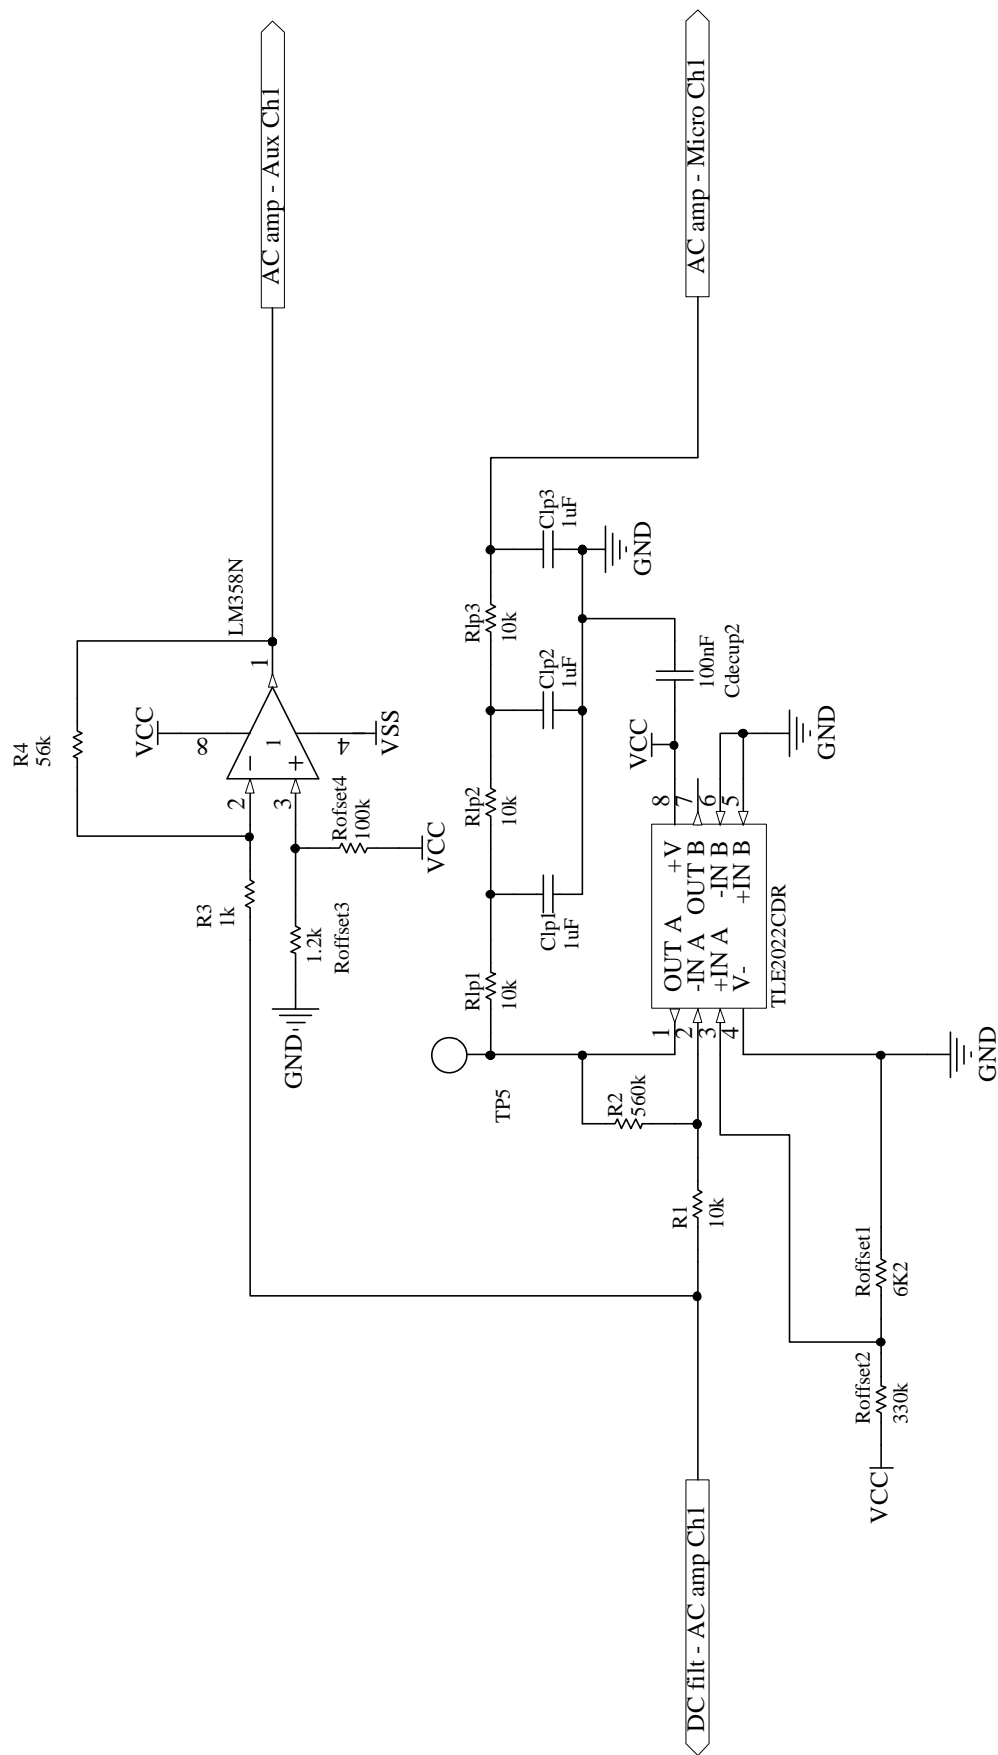 AC amp - Aux Ch1
AC amp - Micro Ch1
LM358N
1
R4
56k
VCC
8
1
4
VSS
2
3
Rofset4
100k
VCC
R3
1k
1.2k
Roffset3
GND
Clp3
1uF
GND
Rlp3
10k
Clp2
1uF
100nF
Cdecup2
VCC
Rlp2
10k
Clp1
1uF
Rlp1
10k
TP5
8
7
6
5
GND
+V
OUT B
-IN B
+IN B
OUT A
-IN A
+IN A
V-
TLE2022CDR
1
2
3
4
GND
R2
560k
R1
10k
Roffset1
6K2
Roffset2
330k
VCC
DC filt - AC amp Ch1